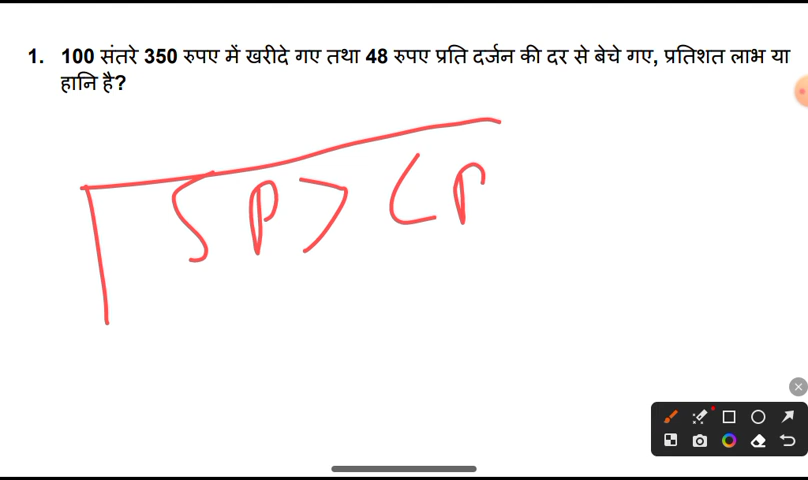 1. 100 संतरे 350 रुपए में खरीदे गए तथा 48 रुपए प्रति दर्जन की दर से बेचे गए, प्रतिशत लाभ या
हानि है?
SP > CP